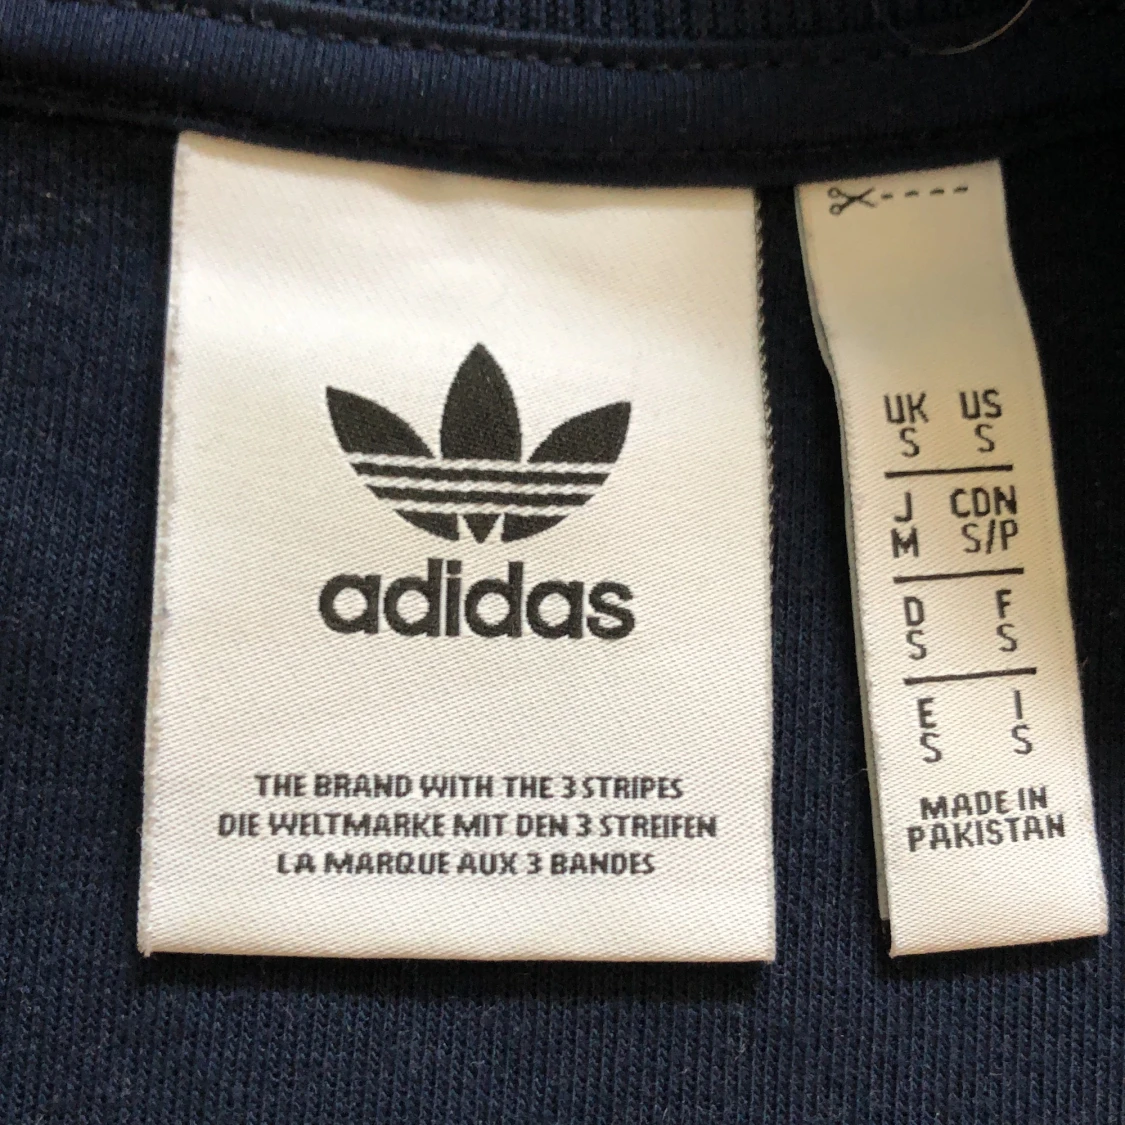 adidas
THE BRAND WITH THE 3 STRIPES
DIE WELTMARKE MIT DEN 3 STREIFEN
LA MARQUE AUX 3 BANDES
UK US
S S
J CDN
M S/P
D F
S S
E I
S S
MADE IN
PAKISTAN